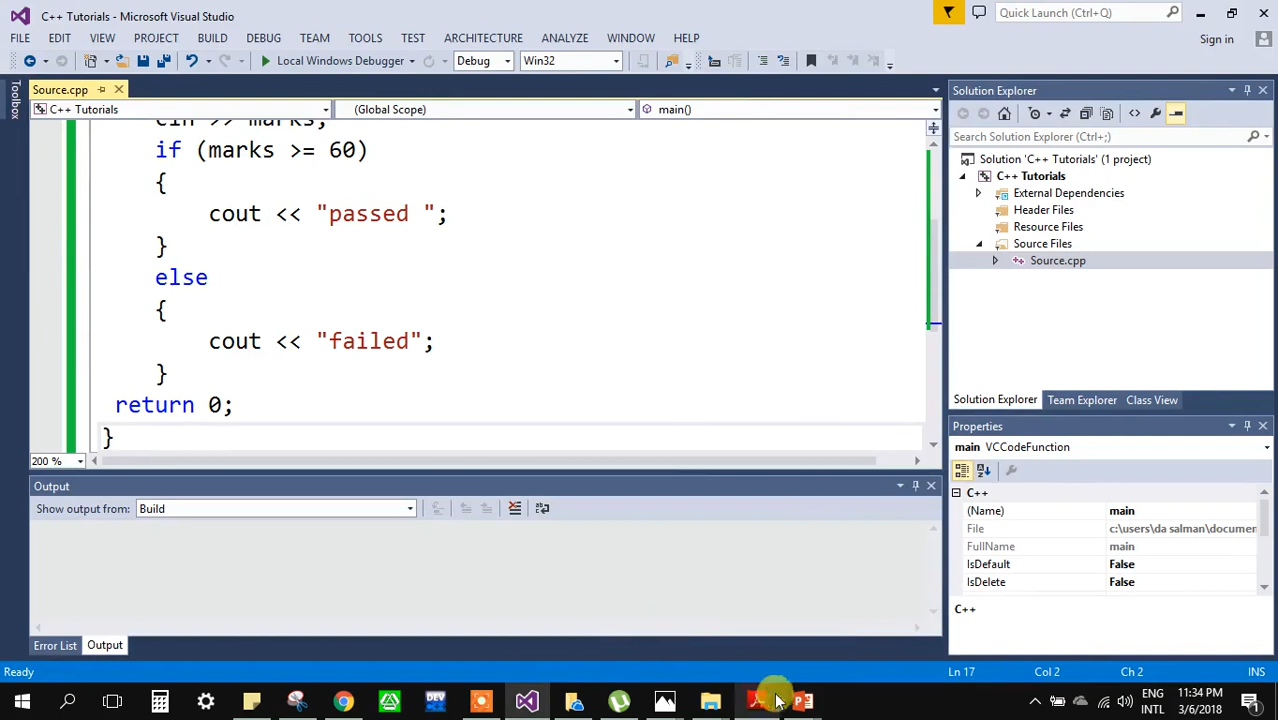 C++ Tutorials - Microsoft Visual Studio
Quick Launch (Ctrl+Q)
FILE EDIT VIEW PROJECT BUILD DEBUG TEAM TOOLS TEST ARCHITECTURE ANALYZE WINDOW HELP
Sign in
Local Windows Debugger Debug Win32
Toolbox
Source.cpp
C++ Tutorials (Global Scope) main()
cin >> marks;
if (marks >= 60)
{
cout << "passed ";
}
else
{
cout << "failed";
}
return 0;
}
200 %
Output
Show output from: Build
Error List Output
Solution Explorer
Search Solution Explorer (Ctrl+;)
Solution 'C++ Tutorials' (1 project)
C++ Tutorials
External Dependencies
Header Files
Resource Files
Source Files
Source.cpp
Solution Explorer Team Explorer Class View
Properties
main VCCodeFunction
C++
(Name) main
File c:\users\da salman\documen
FullName main
IsDefault False
IsDelete False
C++
Ready Ln 17 Col 2 Ch 2 INS
DEV
ENG 11:34 PM
INTL 3/6/2018